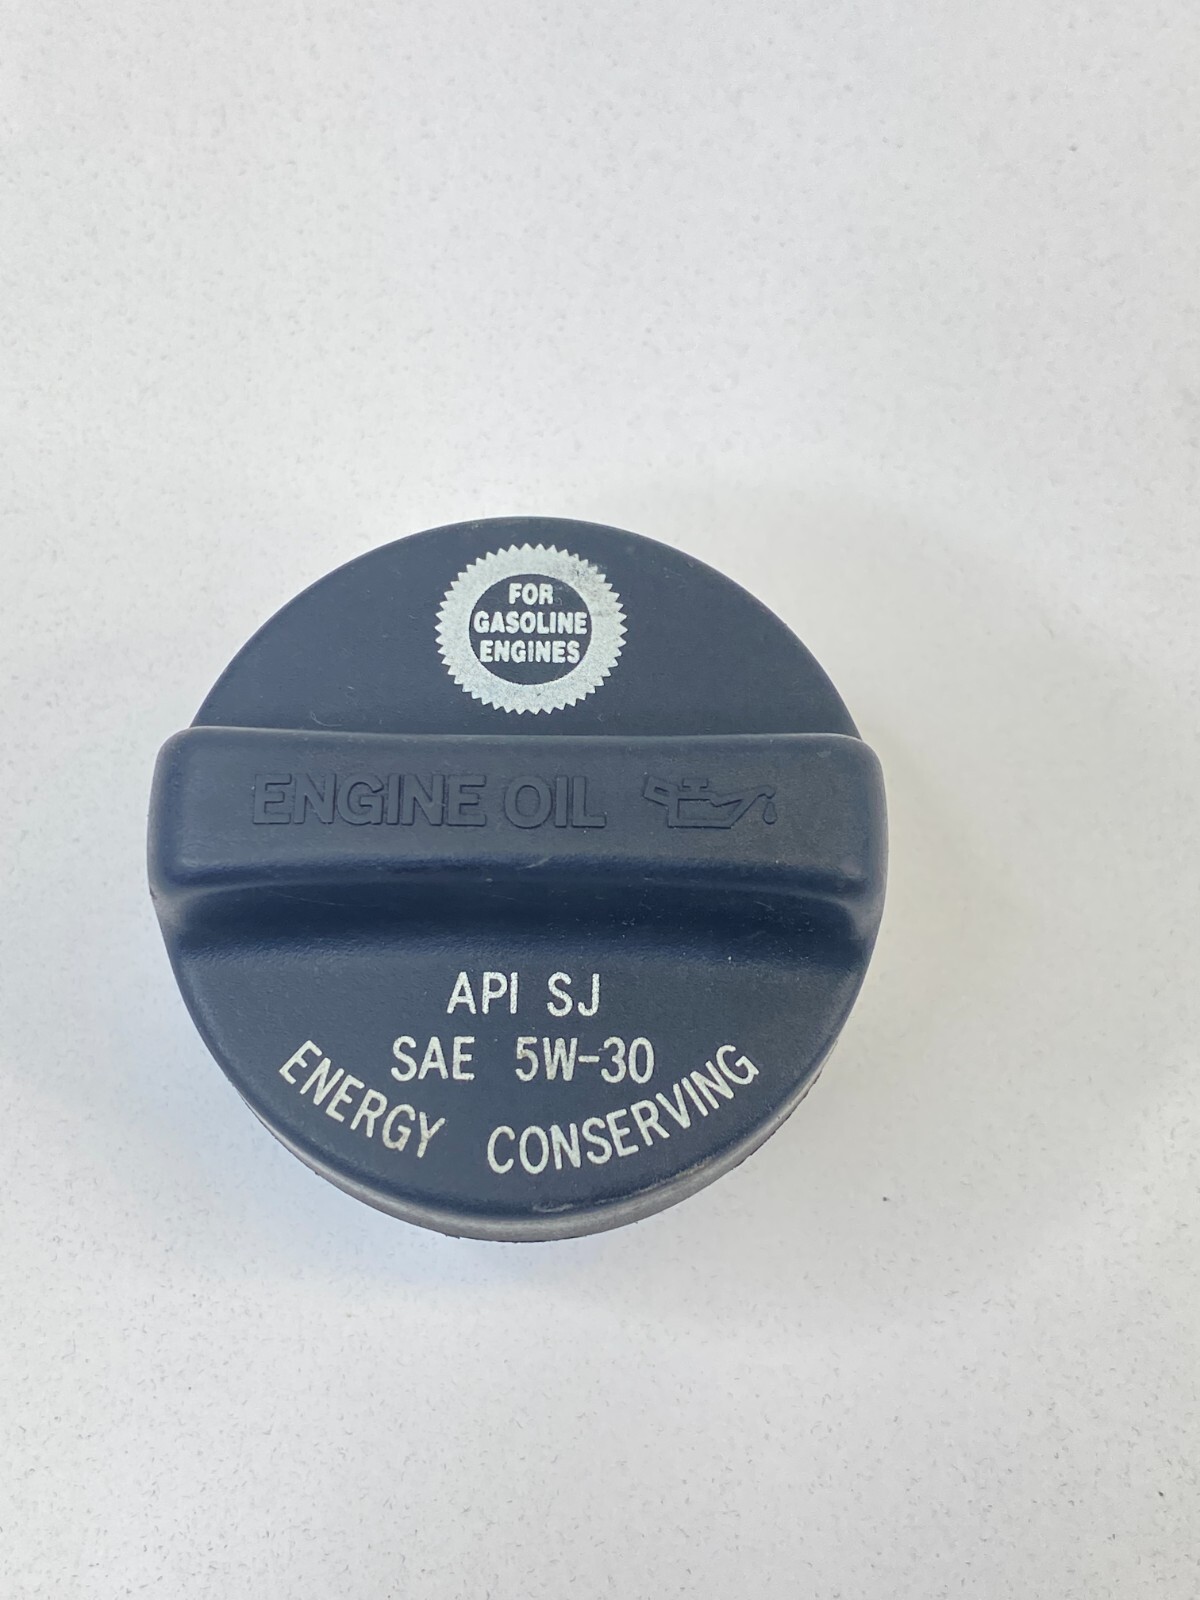 FOR
GASOLINE
ENGINES
ENGINE OIL
API SJ
SAE 5W-30
ENERGY CONSERVING